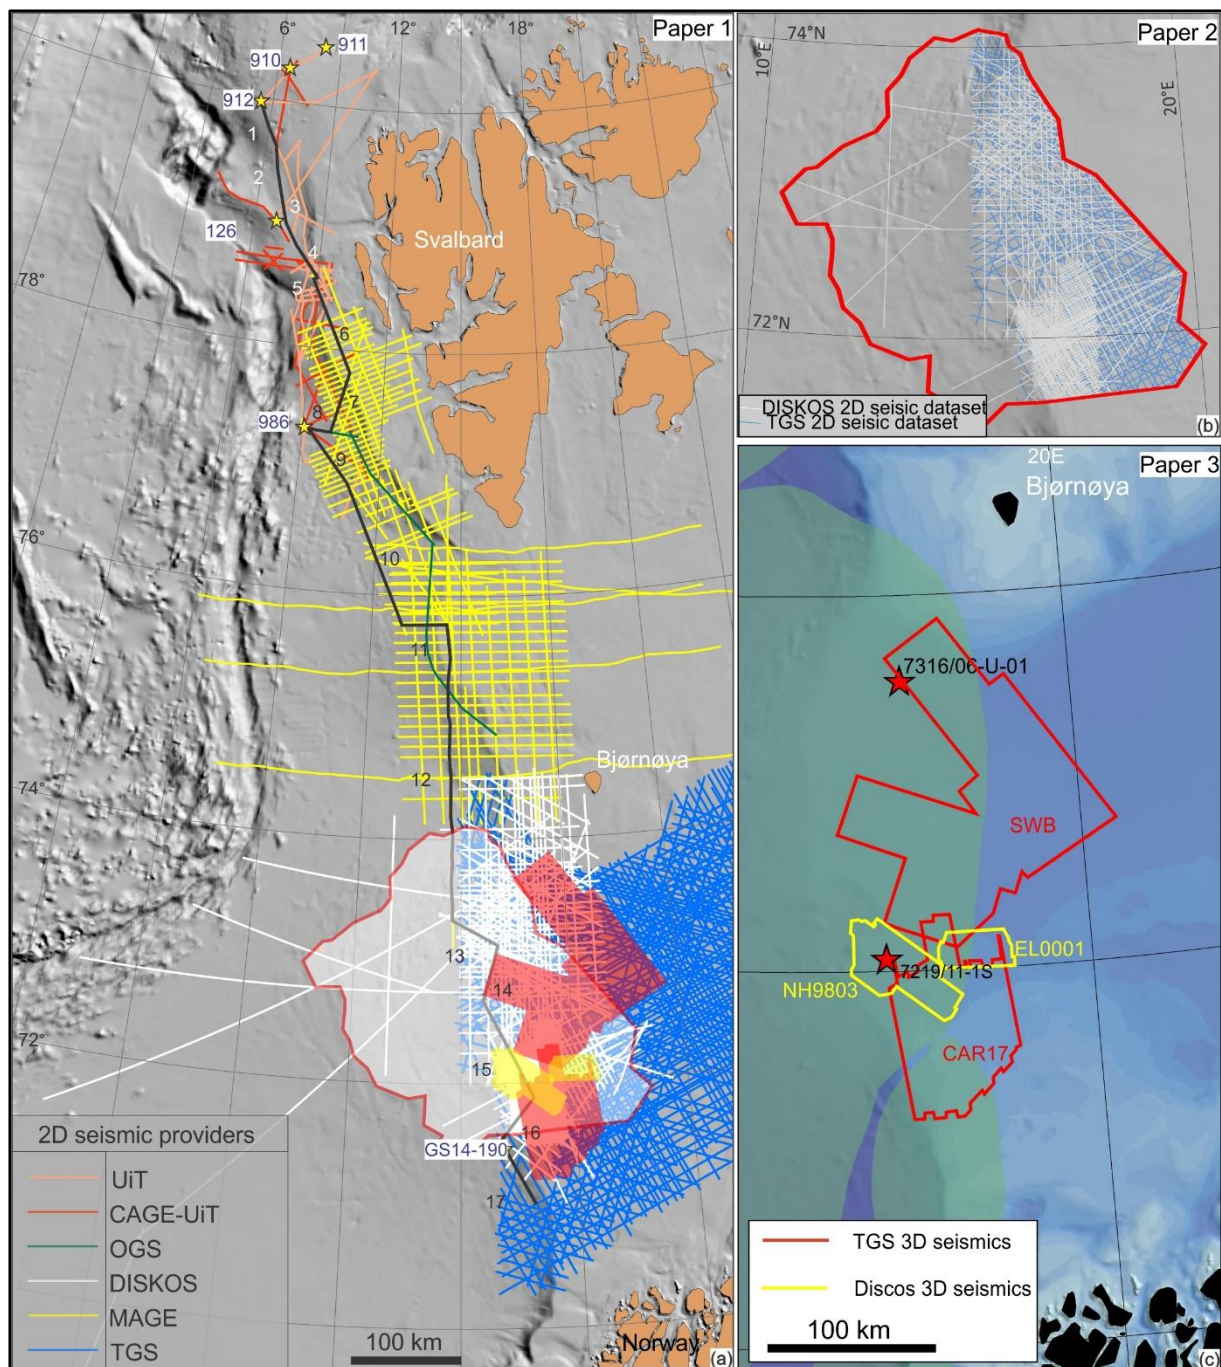 6°
12°
18°
Paper 1
911
910
912
1
2
3
126
4
Svalbard
78°
5
6
7
8
986
9
76°
10
11
Bjørnøya
12
74°
13
14
72°
15
16
GS14-190
17
2D seismic providers
UiT
CAGE-UiT
OGS
DISKOS
MAGE
TGS
100 km
Norway
(a)
74°N
Paper 2
10°E
20°E
72°N
DISKOS 2D seisic dataset
TGS 2D seisic dataset
(b)
20E
Paper 3
Bjørnøya
7316/06-U-01
SWB
EL0001
7219/11-1S
NH9803
CAR17
TGS 3D seismics
Discos 3D seismics
100 km
(c)